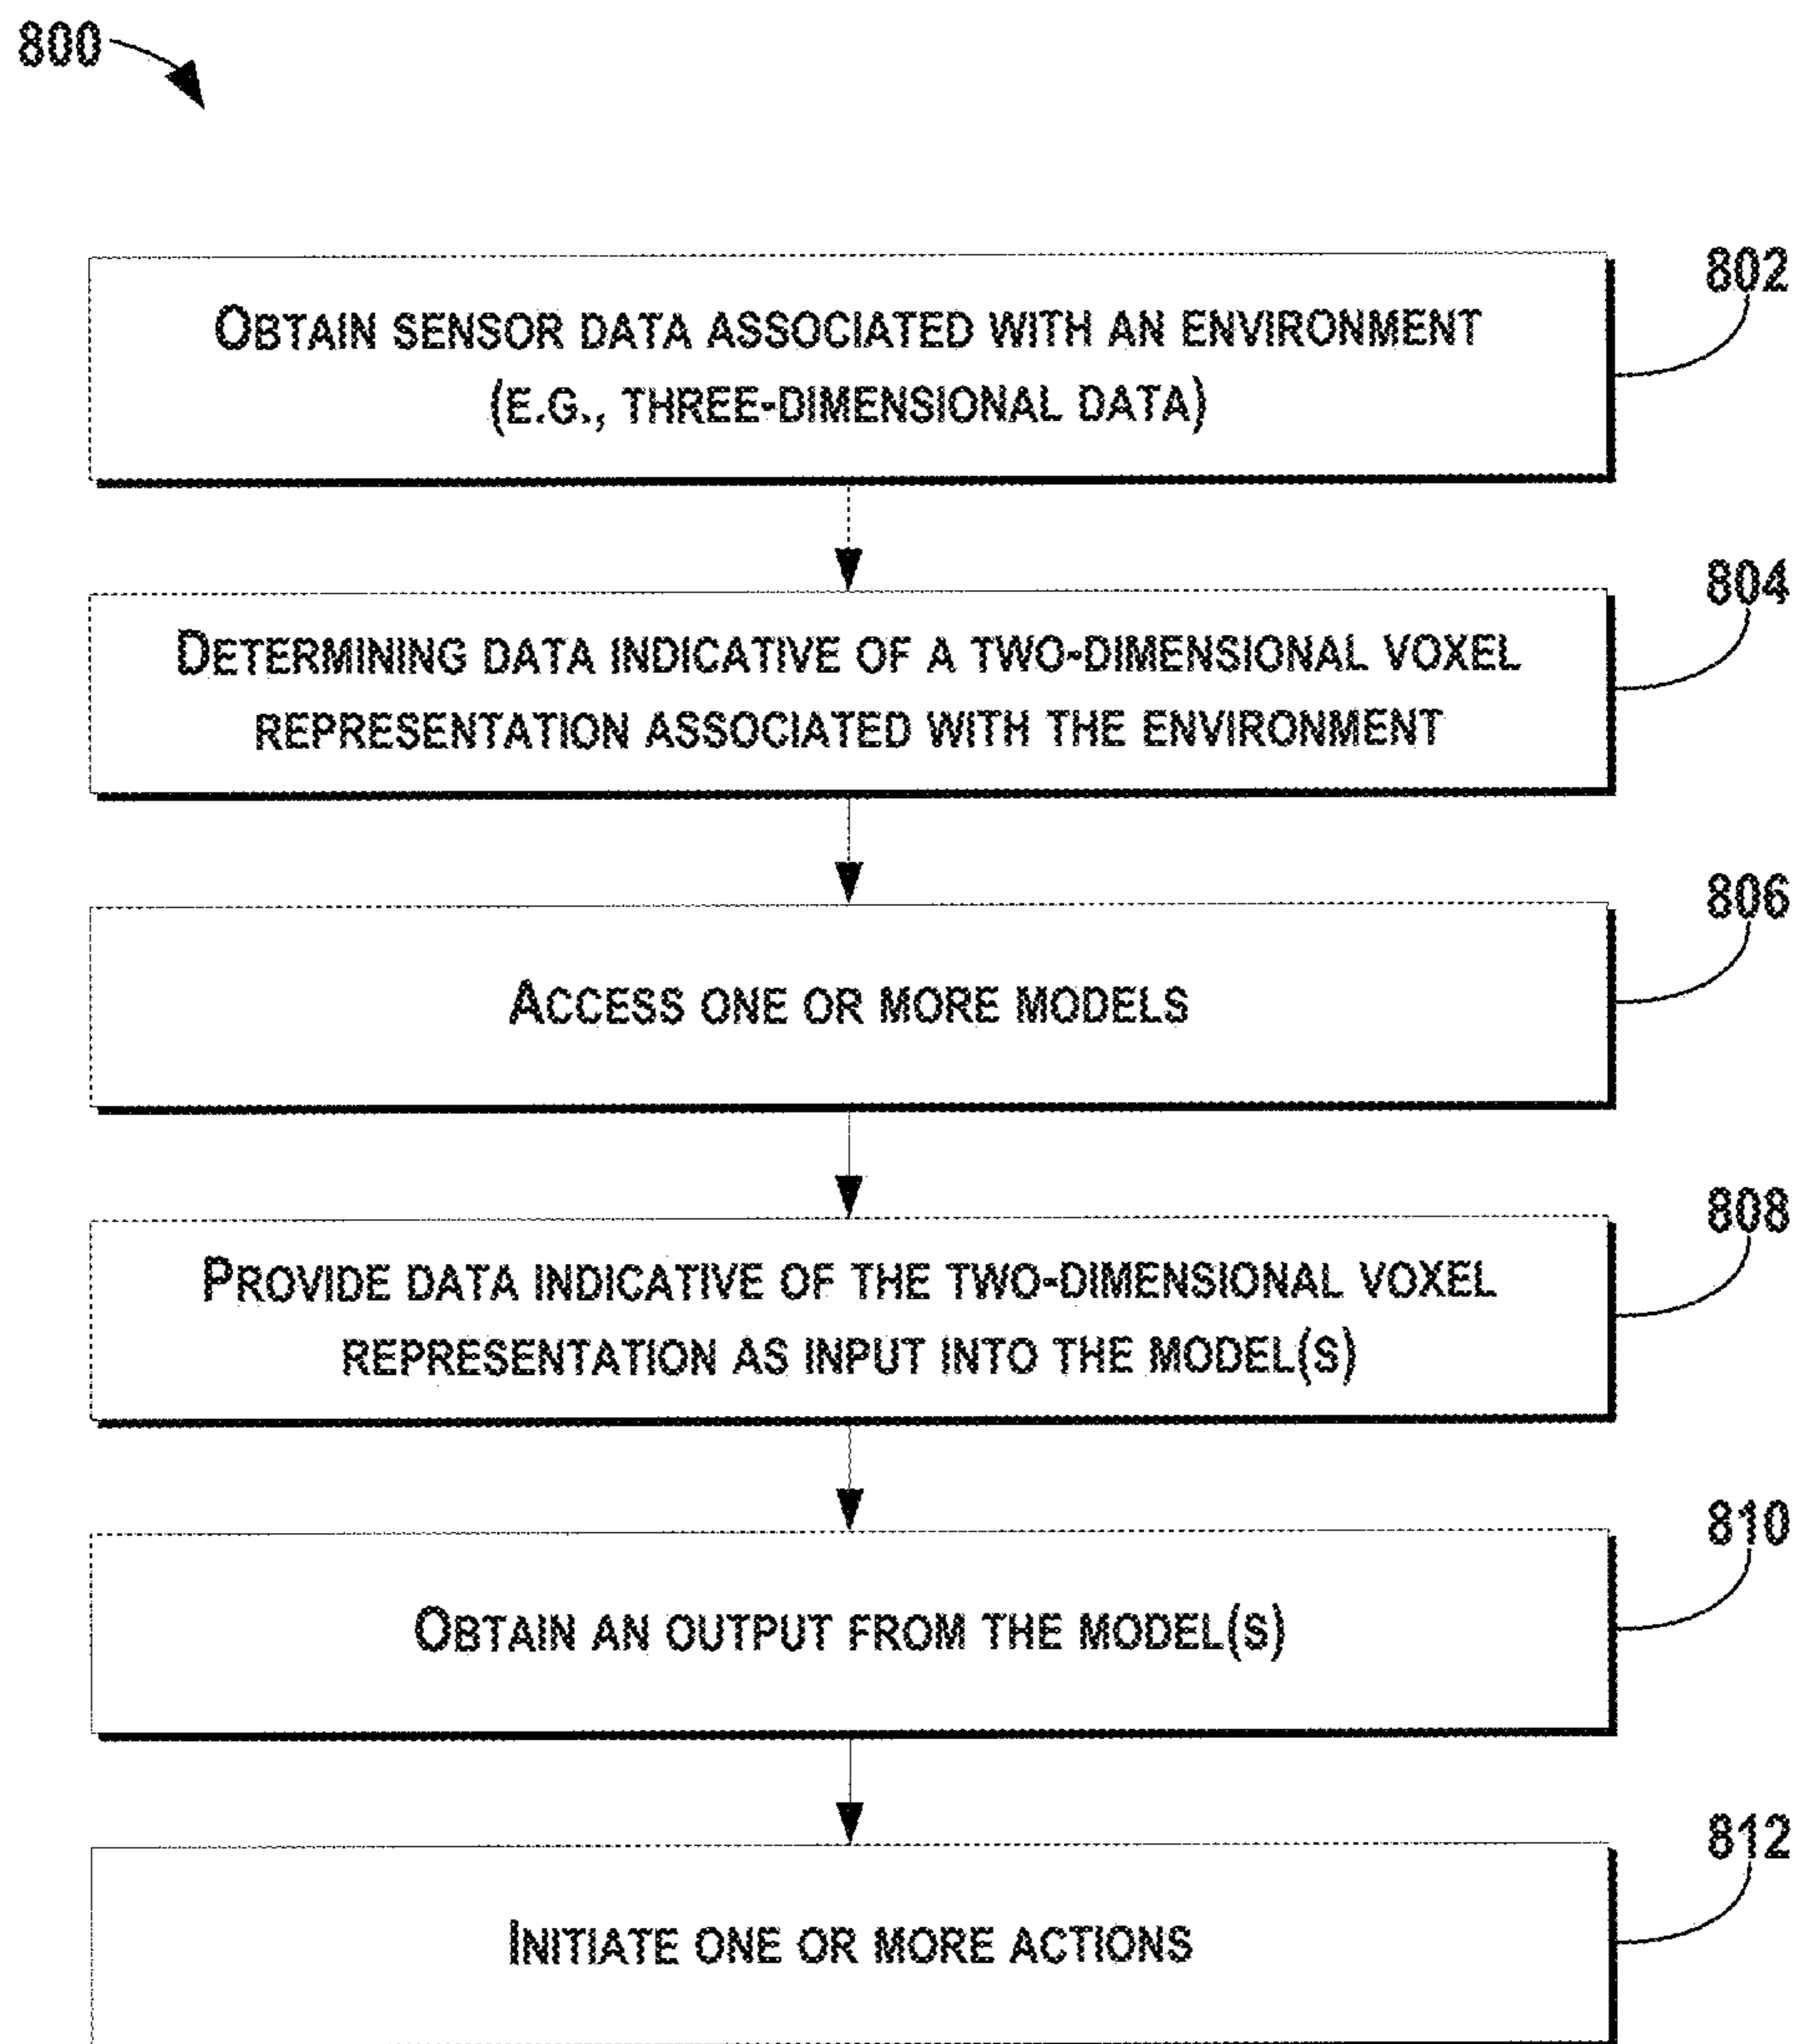 800
802
OBTAIN SENSOR DATA ASSOCIATED WITH AN ENVIRONMENT
(E.G., THREE-DIMENSIONAL DATA)
804
DETERMINING DATA INDICATIVE OF A TWO-DIMENSIONAL VOXEL
REPRESENTATION ASSOCIATED WITH THE ENVIRONMENT
806
ACCESS ONE OR MORE MODELS
808
PROVIDE DATA INDICATIVE OF THE TWO-DIMENSIONAL VOXEL
REPRESENTATION AS INPUT INTO THE MODEL(S)
810
OBTAIN AN OUTPUT FROM THE MODEL(S)
812
INITIATE ONE OR MORE ACTIONS